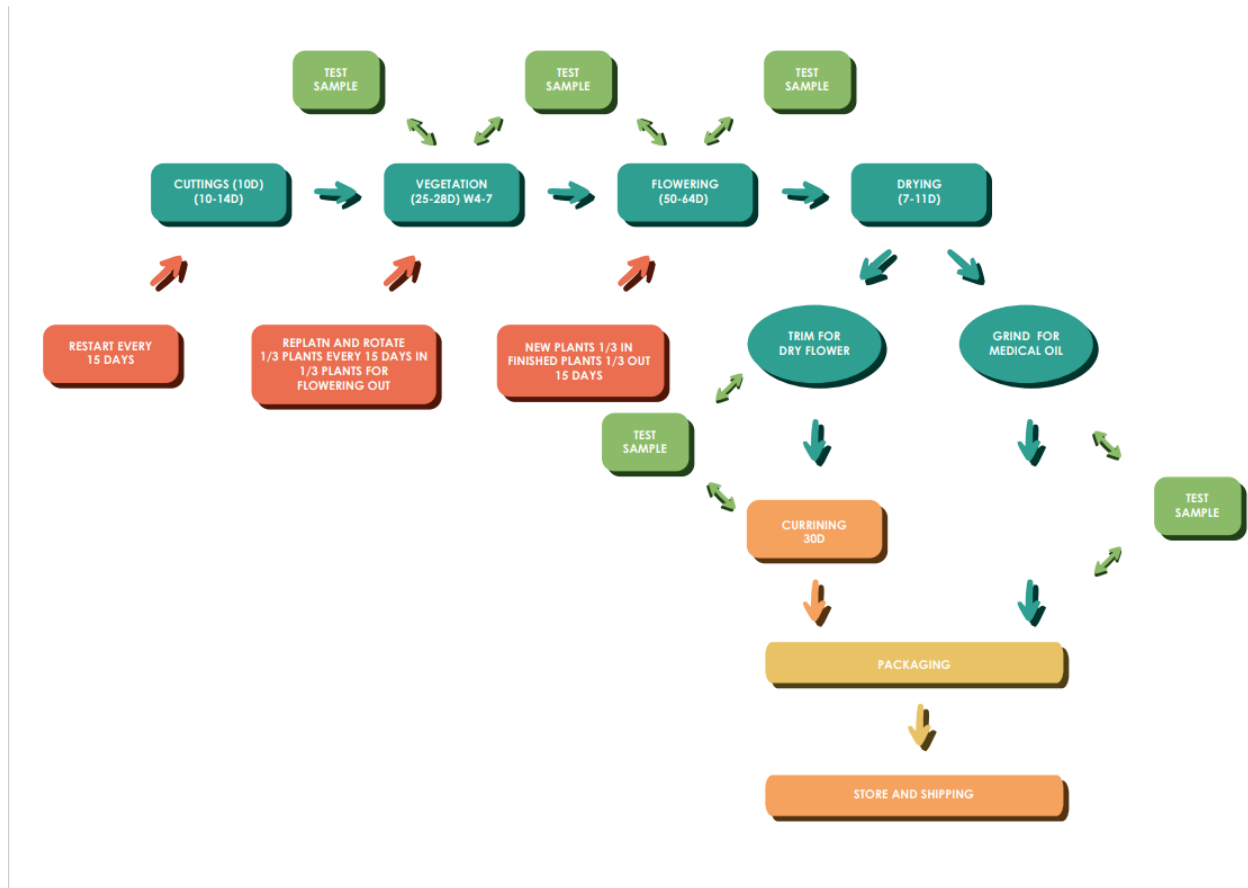 TEST
SAMPLE
TEST
SAMPLE
TEST
SAMPLE
CUTTINGS (10D)
(10-14D)
VEGETATION
(25-28D) W4-7
FLOWERING
(50-64D)
DRYING
(7-11D)
RESTART EVERY
15 DAYS
REPLATN AND ROTATE
1/3 PLANTS EVERY 15 DAYS IN
1/3 PLANTS FOR
FLOWERING OUT
NEW PLANTS 1/3 IN
FINISHED PLANTS 1/3 OUT
15 DAYS
TRIM FOR
DRY FLOWER
GRIND FOR
MEDICAL OIL
TEST
SAMPLE
TEST
SAMPLE
CURRINING
30D
PACKAGING
STORE AND SHIPPING